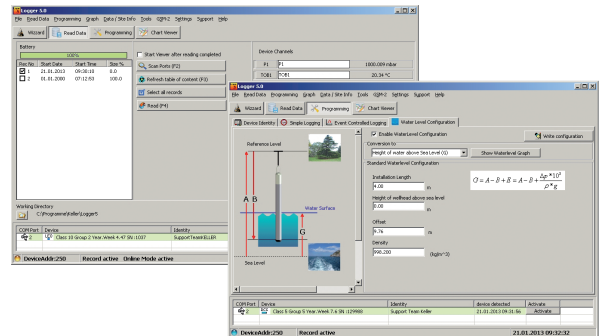 Logger 5.0
File Read Data Programming Graph Data / Site Info Tools GSM-2 Settings Support Help
Wizard Read Data Programming Chart Viewer
Battery
100%
Start Viewer after reading completed
Rec No Start Date Start Time Size %
1 21.01.2013 09:30:10 0.0
2 01.01.2000 07:12:53 100.0
Scan Ports (F2)
Refresh table of content (F3)
Select all records
Read (F4)
Device Channels
P1 P1 1000.009 mbar
TOB1 TOB1 20.34 °C
Working Directory
C:\Programme\Keller\Logger5
COM Port Device Identity
2 Class 10 Group 2 Year.Week 4.47 SN :1037 SupportTeamKELLER
DeviceAddr:250 Record active Online Mode active
Logger 5.0
File Read Data Programming Graph Data / Site Info Tools GSM-2 Settings Support Help
Wizard Read Data Programming Chart Viewer
Device Identity Simple Logging Event Controlled Logging Water Level Configuration
Reference Level
A B
Water Surface
G
Sea Level
Enable WaterLevel Configuration
Write configuration
Conversion to
Height of water above Sea Level (G)
Show Waterlevel Graph
Standard Waterlevel Configuration
Installation Length
4.00 m
G = A − B + E = A − B + Δp * 10⁵ / ρ * g
Height of wellhead above sea level
0.00 m
Offset
9.76 m
Density
998.200 (kg/m^3)
COM Port Device Identity device detected Activate
2 Class 5 Group 5 Year.Week 7.6 SN :129988 Support Team Keller 21.01.2013 09:31:56 Activate
DeviceAddr:250 Record active 21.01.2013 09:32:32